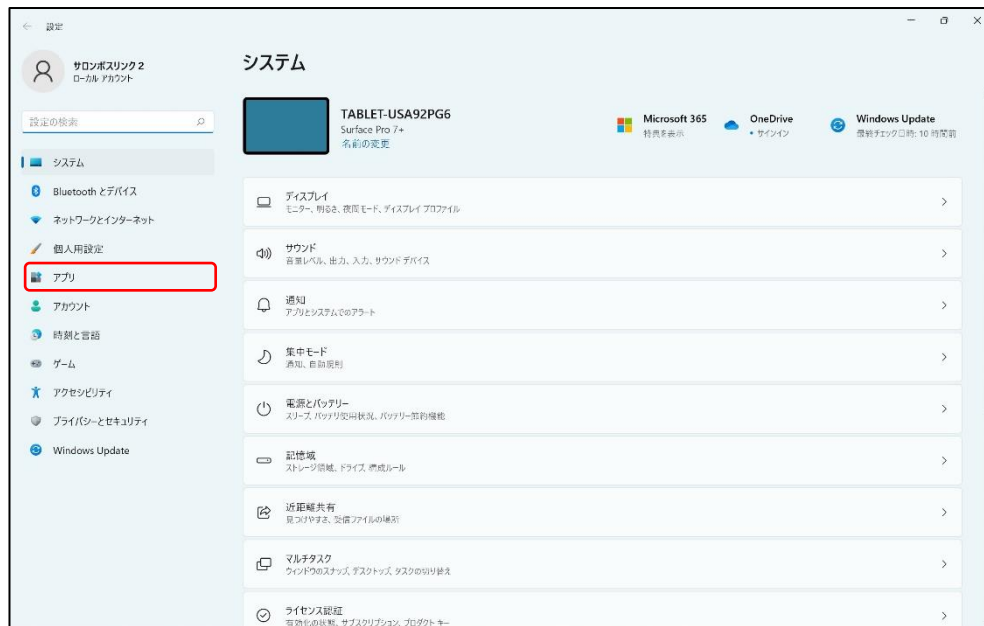 設定
サロンボスリンク2
ローカル アカウント
設定の検索
システム
Bluetooth とデバイス
ネットワークとインターネット
個人用設定
アプリ
アカウント
時刻と言語
ゲーム
アクセシビリティ
プライバシーとセキュリティ
Windows Update
システム
TABLET-USA92PG6
Surface Pro 7+
名前の変更
Microsoft 365
特典を表示
OneDrive
• サインイン
Windows Update
最終チェック日時: 10 時間前
ディスプレイ
モニター、明るさ、夜間モード、ディスプレイ プロファイル
サウンド
音量レベル、出力、入力、サウンド デバイス
通知
アプリとシステムでのアラート
集中モード
通知、自動規則
電源とバッテリー
スリープ、バッテリ使用状況、バッテリー節約機能
記憶域
ストレージ領域、ドライブ、構成ルール
近距離共有
見つけやすさ、受信ファイルの場所
マルチタスク
ウィンドウのスナップ、デスクトップ、タスクの切り替え
ライセンス認証
有効化の状態、サブスクリプション、プロダクト キー